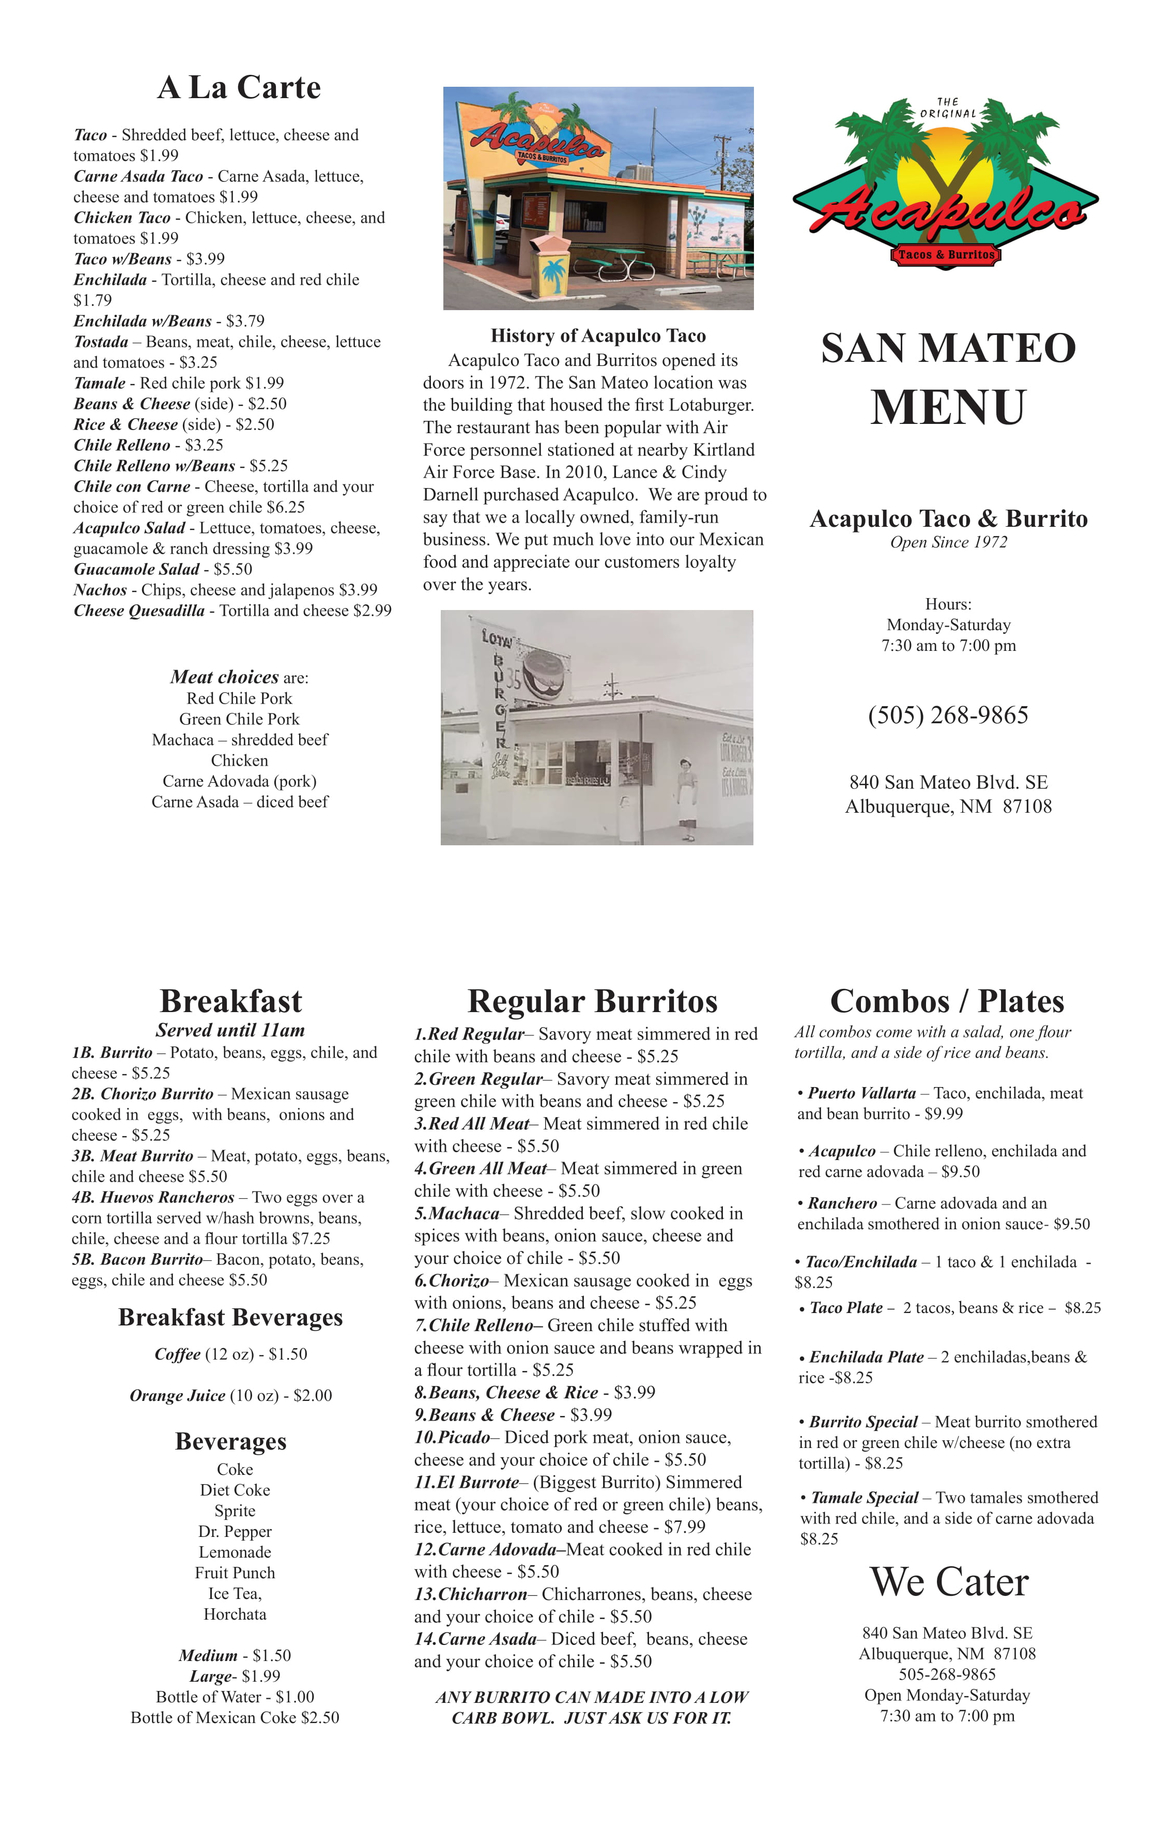 A La Carte
Taco - Shredded beef, lettuce, cheese and
tomatoes $1.99
Carne Asada Taco - Carne Asada, lettuce,
cheese and tomatoes $1.99
Chicken Taco - Chicken, lettuce, cheese, and
tomatoes $1.99
Taco w/Beans - $3.99
Enchilada - Tortilla, cheese and red chile
$1.79
Enchilada w/Beans - $3.79
Tostada – Beans, meat, chile, cheese, lettuce
and tomatoes - $3.25
Tamale - Red chile pork $1.99
Beans & Cheese (side) - $2.50
Rice & Cheese (side) - $2.50
Chile Relleno - $3.25
Chile Relleno w/Beans - $5.25
Chile con Carne - Cheese, tortilla and your
choice of red or green chile $6.25
Acapulco Salad - Lettuce, tomatoes, cheese,
guacamole & ranch dressing $3.99
Guacamole Salad - $5.50
Nachos - Chips, cheese and jalapenos $3.99
Cheese Quesadilla - Tortilla and cheese $2.99
Meat choices are:
Red Chile Pork
Green Chile Pork
Machaca – shredded beef
Chicken
Carne Adovada (pork)
Carne Asada – diced beef
Acapulco
TACOS & BURRITOS
History of Acapulco Taco
Acapulco Taco and Burritos opened its
doors in 1972. The San Mateo location was
the building that housed the first Lotaburger.
The restaurant has been popular with Air
Force personnel stationed at nearby Kirtland
Air Force Base. In 2010, Lance & Cindy
Darnell purchased Acapulco.  We are proud to
say that we a locally owned, family-run
business. We put much love into our Mexican
food and appreciate our customers loyalty
over the years.
LOTA
BURGER
35
Self
Service
Eat a Lot
LOTA BURGER
Eat a Little
THE
ORIGINAL
Acapulco
Tacos & Burritos
SAN MATEO
MENU
Acapulco Taco & Burrito
Open Since 1972
Hours:
Monday-Saturday
7:30 am to 7:00 pm
(505) 268-9865
840 San Mateo Blvd. SE
Albuquerque, NM  87108
Breakfast
Served until 11am
1B. Burrito – Potato, beans, eggs, chile, and
cheese - $5.25
2B. Chorizo Burrito – Mexican sausage
cooked in  eggs,  with beans,  onions and
cheese - $5.25
3B. Meat Burrito – Meat, potato, eggs, beans,
chile and cheese $5.50
4B. Huevos Rancheros – Two eggs over a
corn tortilla served w/hash browns, beans,
chile, cheese and a flour tortilla $7.25
5B. Bacon Burrito– Bacon, potato, beans,
eggs, chile and cheese $5.50
Breakfast Beverages
Coffee (12 oz) - $1.50
Orange Juice (10 oz) - $2.00
Beverages
Coke
Diet Coke
Sprite
Dr. Pepper
Lemonade
Fruit Punch
Ice Tea,
Horchata
Medium - $1.50
Large- $1.99
Bottle of Water - $1.00
Bottle of Mexican Coke $2.50
Regular Burritos
1.Red Regular– Savory meat simmered in red
chile with beans and cheese - $5.25
2.Green Regular– Savory meat simmered in
green chile with beans and cheese - $5.25
3.Red All Meat– Meat simmered in red chile
with cheese - $5.50
4.Green All Meat– Meat simmered in green
chile with cheese - $5.50
5.Machaca– Shredded beef, slow cooked in
spices with beans, onion sauce, cheese and
your choice of chile - $5.50
6.Chorizo– Mexican sausage cooked in  eggs
with onions, beans and cheese - $5.25
7.Chile Relleno– Green chile stuffed with
cheese with onion sauce and beans wrapped in
a flour tortilla - $5.25
8.Beans, Cheese & Rice - $3.99
9.Beans & Cheese - $3.99
10.Picado– Diced pork meat, onion sauce,
cheese and your choice of chile - $5.50
11.El Burrote– (Biggest Burrito) Simmered
meat (your choice of red or green chile) beans,
rice, lettuce, tomato and cheese - $7.99
12.Carne Adovada–Meat cooked in red chile
with cheese - $5.50
13.Chicharron– Chicharrones, beans, cheese
and your choice of chile - $5.50
14.Carne Asada– Diced beef,  beans, cheese
and your choice of chile - $5.50
ANY BURRITO CAN MADE INTO A LOW
CARB BOWL.  JUST ASK US FOR IT.
Combos / Plates
All combos come with a salad, one flour
tortilla, and a side of rice and beans.
• Puerto Vallarta – Taco, enchilada, meat
and bean burrito - $9.99
• Acapulco – Chile relleno, enchilada and
red carne adovada – $9.50
• Ranchero – Carne adovada and an
enchilada smothered in onion sauce- $9.50
• Taco/Enchilada – 1 taco & 1 enchilada  -
$8.25
• Taco Plate –  2 tacos, beans & rice –  $8.25
• Enchilada Plate – 2 enchiladas,beans &
rice -$8.25
• Burrito Special – Meat burrito smothered
in red or green chile w/cheese (no extra
tortilla) - $8.25
• Tamale Special – Two tamales smothered
with red chile, and a side of carne adovada
$8.25
We Cater
840 San Mateo Blvd. SE
Albuquerque, NM  87108
505-268-9865
Open Monday-Saturday
7:30 am to 7:00 pm